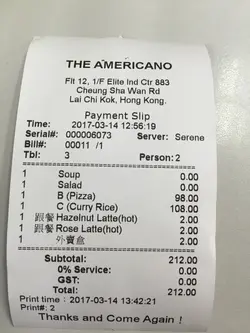 THE AMERICANO
Flt 12, 1/F Elite Ind Ctr 883
Cheung Sha Wan Rd
Lai Chi Kok, Hong Kong.
Payment Slip
Time: 2017-03-14 12:56:19
Serial#: 000006073 Server: Serene
Bill#: 00011 /1
Tbl: 3 Person: 2
1 Soup 0.00
1 Salad 0.00
1 B (Pizza) 98.00
1 C (Curry Rice) 108.00
1 跟餐 Hazelnut Latte(hot) 2.00
1 跟餐 Rose Latte(hot) 2.00
1 外賣盒 2.00
Subtotal: 212.00
0% Service: 0.00
GST: 0.00
Total: 212.00
Print time : 2017-03-14 13:42:21
Print#: 2
Thanks and Come Again !